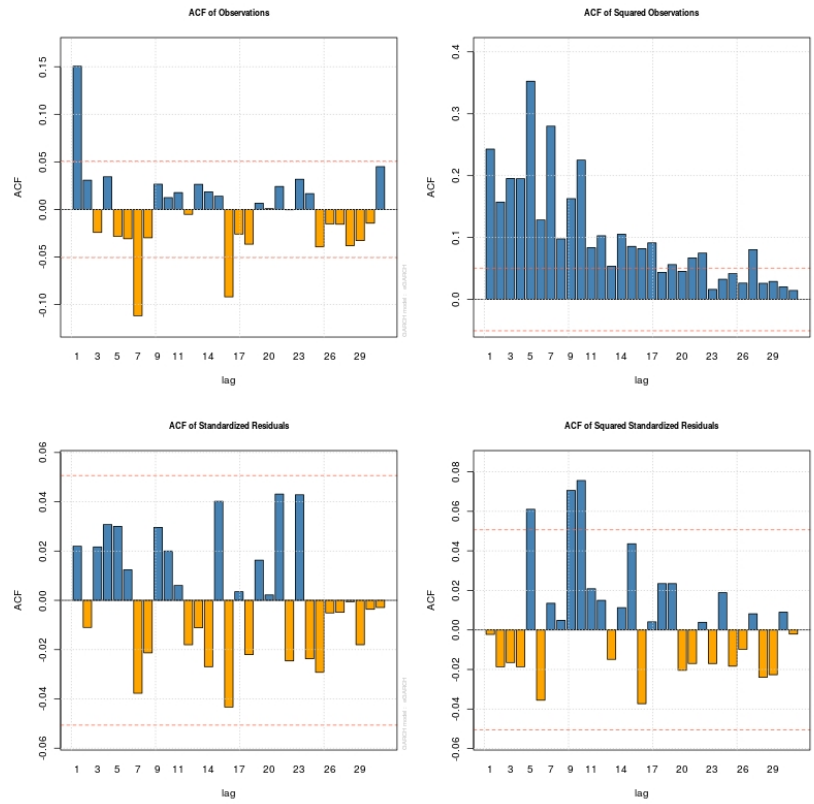 ACF of Observations
ACF
0.15
0.10
0.05
0.00
-0.05
-0.10
1 3 5 7 9 11 14 17 20 23 26 29
lag
GARCH model : eGARCH
ACF of Squared Observations
ACF
0.4
0.3
0.2
0.1
0.0
1 3 5 7 9 11 14 17 20 23 26 29
lag
ACF of Standardized Residuals
ACF
0.06
0.04
0.02
0.00
-0.02
-0.04
-0.06
1 3 5 7 9 11 14 17 20 23 26 29
lag
GARCH model : eGARCH
ACF of Squared Standardized Residuals
ACF
0.08
0.06
0.04
0.02
0.00
-0.02
-0.04
-0.06
1 3 5 7 9 11 14 17 20 23 26 29
lag